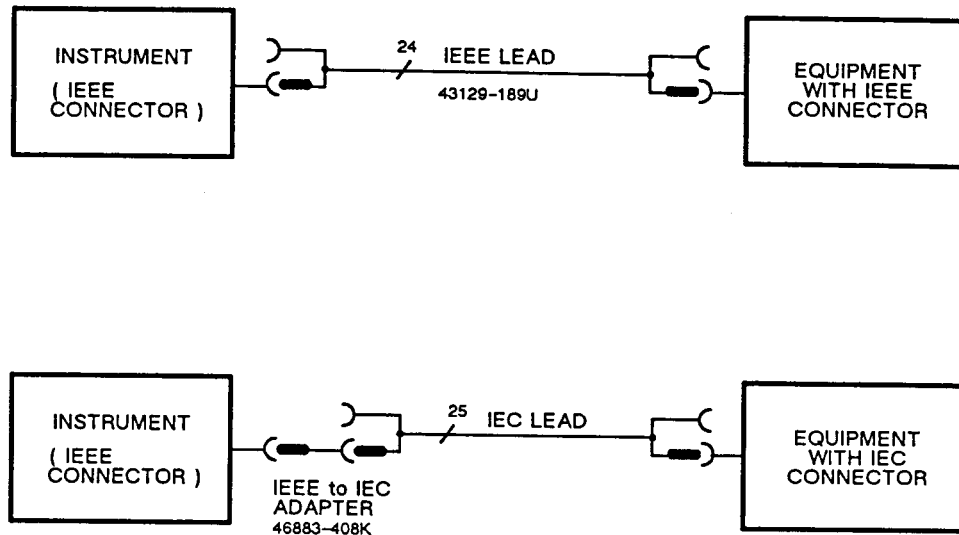 INSTRUMENT
( IEEE
CONNECTOR )
24
IEEE LEAD
43129-189U
EQUIPMENT
WITH IEEE
CONNECTOR
INSTRUMENT
( IEEE
CONNECTOR )
25
IEC LEAD
IEEE to IEC
ADAPTER
46883-408K
EQUIPMENT
WITH IEC
CONNECTOR